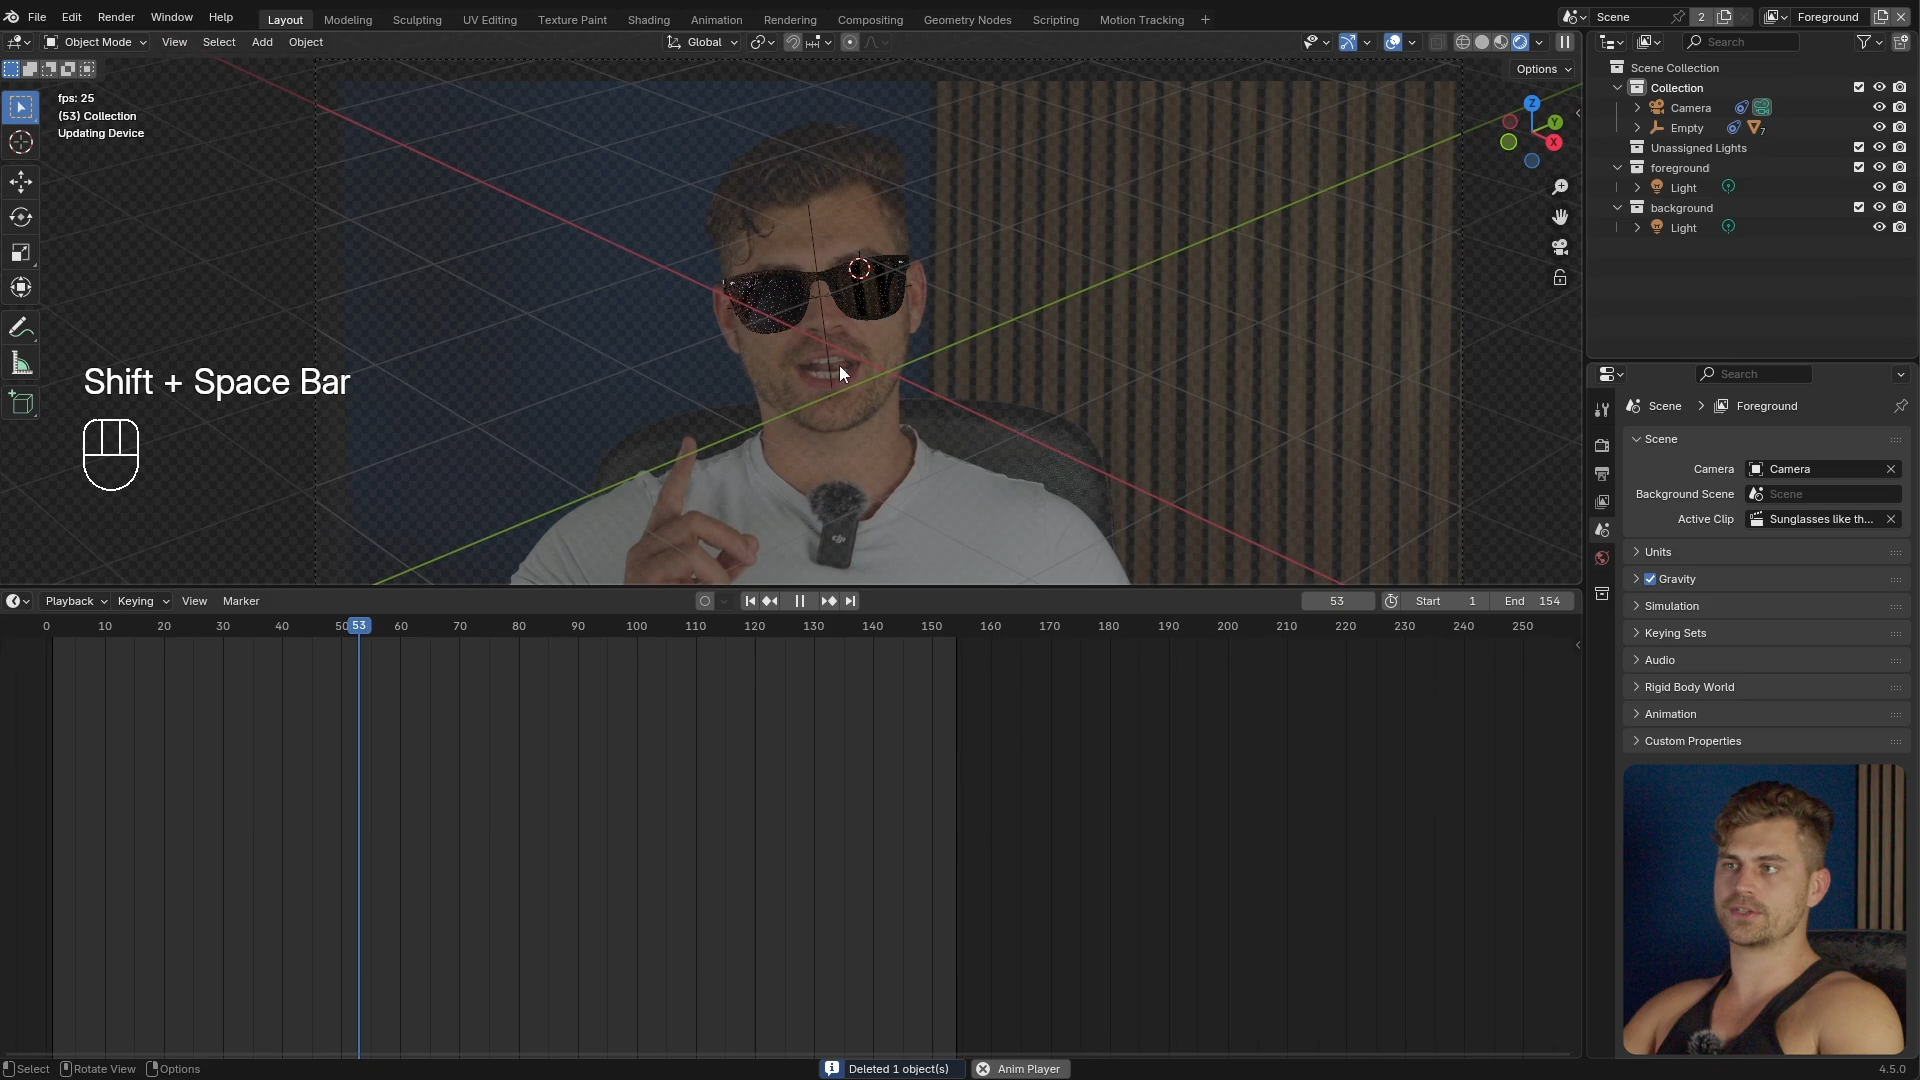 File Edit Render Window Help Layout Modeling Sculpting UV Editing Texture Paint Shading Animation Rendering Compositing Geometry Nodes Scripting Motion Tracking + Scene 2 Foreground
Object Mode View Select Add Object Global Search
Options
fps: 25
(53) Collection
Updating Device
Z
Y
X
Shift + Space Bar
Scene Collection
Collection
Camera
Empty 7
Unassigned Lights
foreground
Light
background
Light
Search
Scene > Foreground
Scene
Camera Camera
Background Scene Scene
Active Clip Sunglasses like th...
Units
Gravity
Simulation
Keying Sets
Audio
Rigid Body World
Animation
Custom Properties
Playback Keying View Marker 53 Start 1 End 154
0 10 20 30 40 50 53 60 70 80 90 100 110 120 130 140 150 160 170 180 190 200 210 220 230 240 250
Select Rotate View Options Deleted 1 object(s) Anim Player 4.5.0